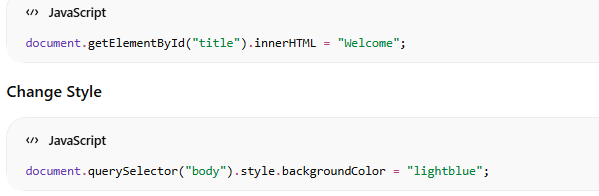 JavaScript
document.getElementById("title").innerHTML = "Welcome";
Change Style
JavaScript
document.querySelector("body").style.backgroundColor = "lightblue";